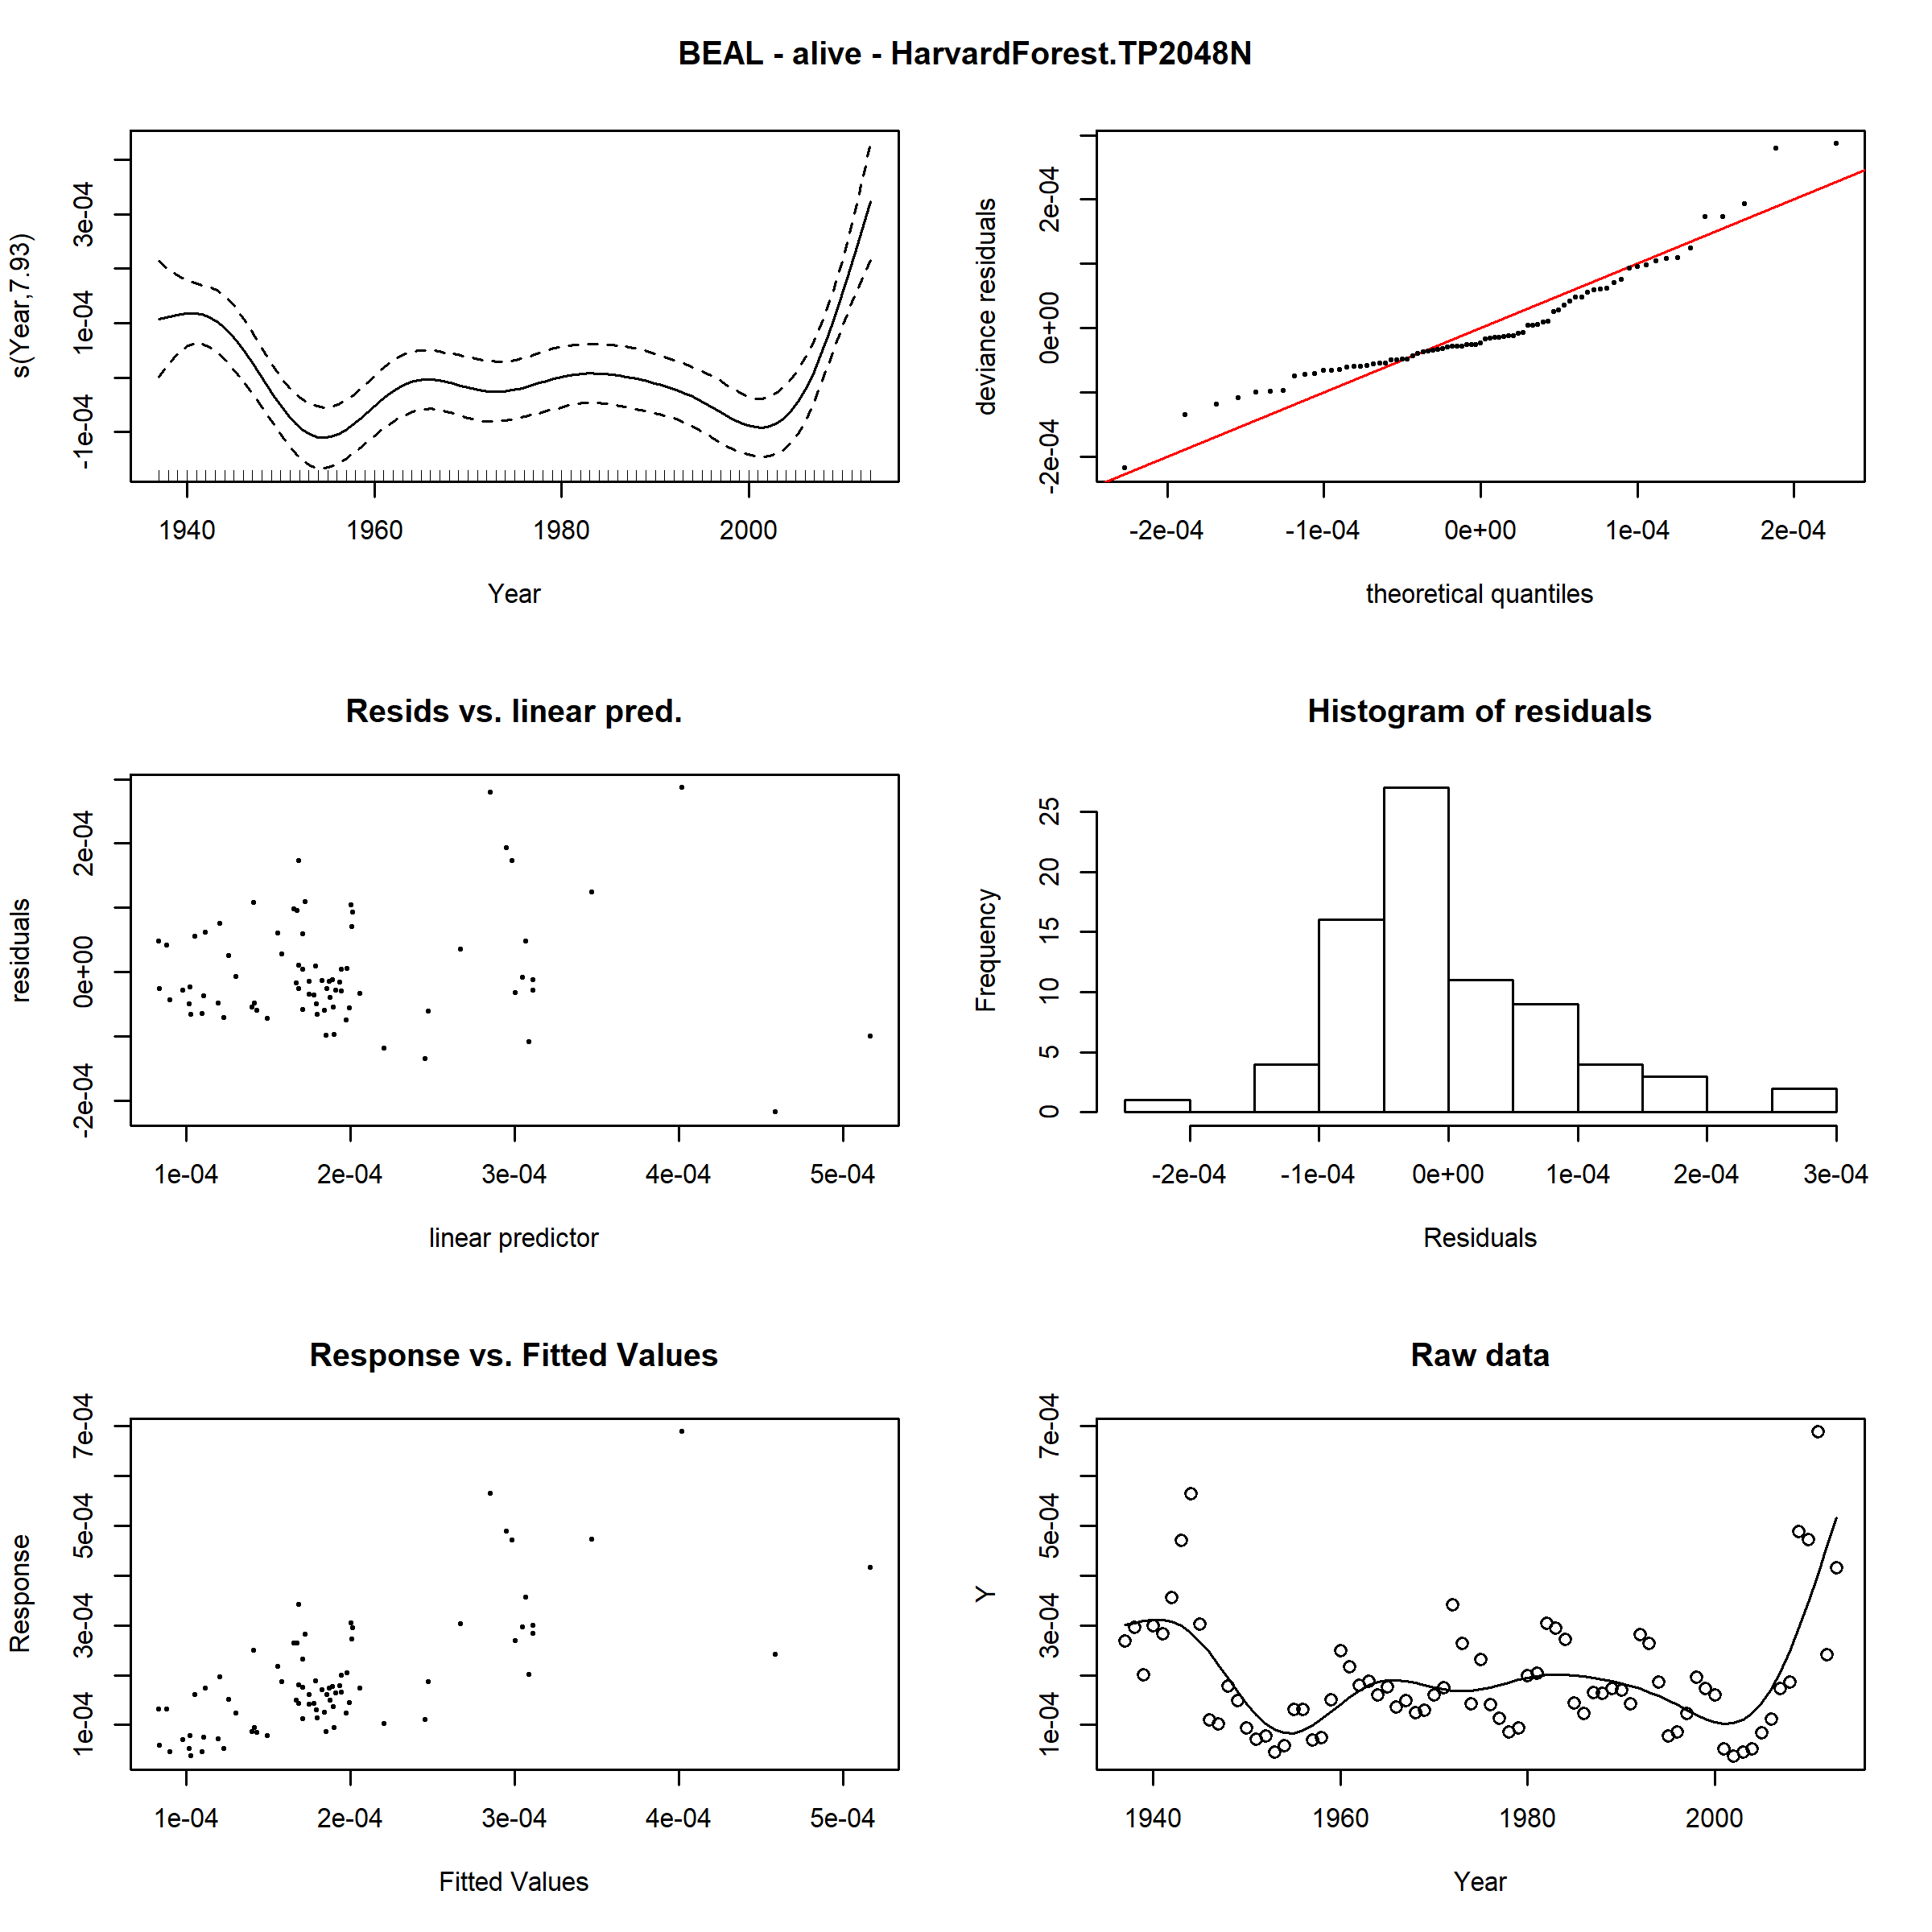 BEAL - alive - HarvardForest.TP2048N
s(Year,7.93)
-1e-04 1e-04 3e-04
1940 1960 1980 2000
Year
deviance residuals
-2e-04 0e+00 2e-04
-2e-04 -1e-04 0e+00 1e-04 2e-04
theoretical quantiles
Resids vs. linear pred.
residuals
-2e-04 0e+00 2e-04
1e-04 2e-04 3e-04 4e-04 5e-04
linear predictor
Histogram of residuals
Frequency
0 5 10 15 20 25
-2e-04 -1e-04 0e+00 1e-04 2e-04 3e-04
Residuals
Response vs. Fitted Values
Response
1e-04 3e-04 5e-04 7e-04
1e-04 2e-04 3e-04 4e-04 5e-04
Fitted Values
Raw data
Y
1e-04 3e-04 5e-04 7e-04
1940 1960 1980 2000
Year